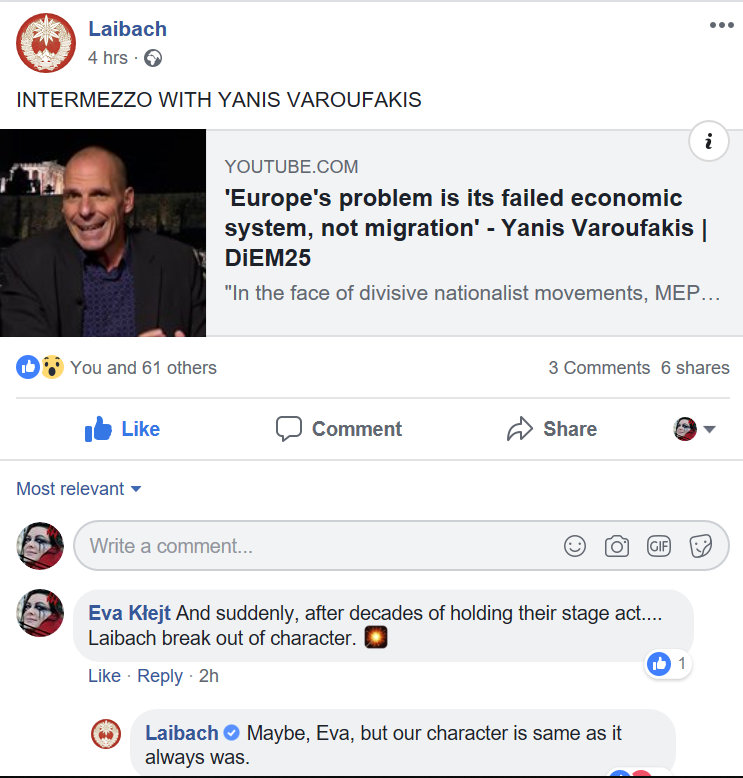 Laibach
4 hrs ·
INTERMEZZO WITH YANIS VAROUFAKIS
i
YOUTUBE.COM
'Europe's problem is its failed economic
system, not migration' - Yanis Varoufakis |
DiEM25
"In the face of divisive nationalist movements, MEP…
You and 61 others
3 Comments 6 shares
Like
Comment
Share
Most relevant
Write a comment...
GIF
Eva Kłejt And suddenly, after decades of holding their stage act....
Laibach break out of character.
1
Like · Reply · 2h
Laibach Maybe, Eva, but our character is same as it
always was.